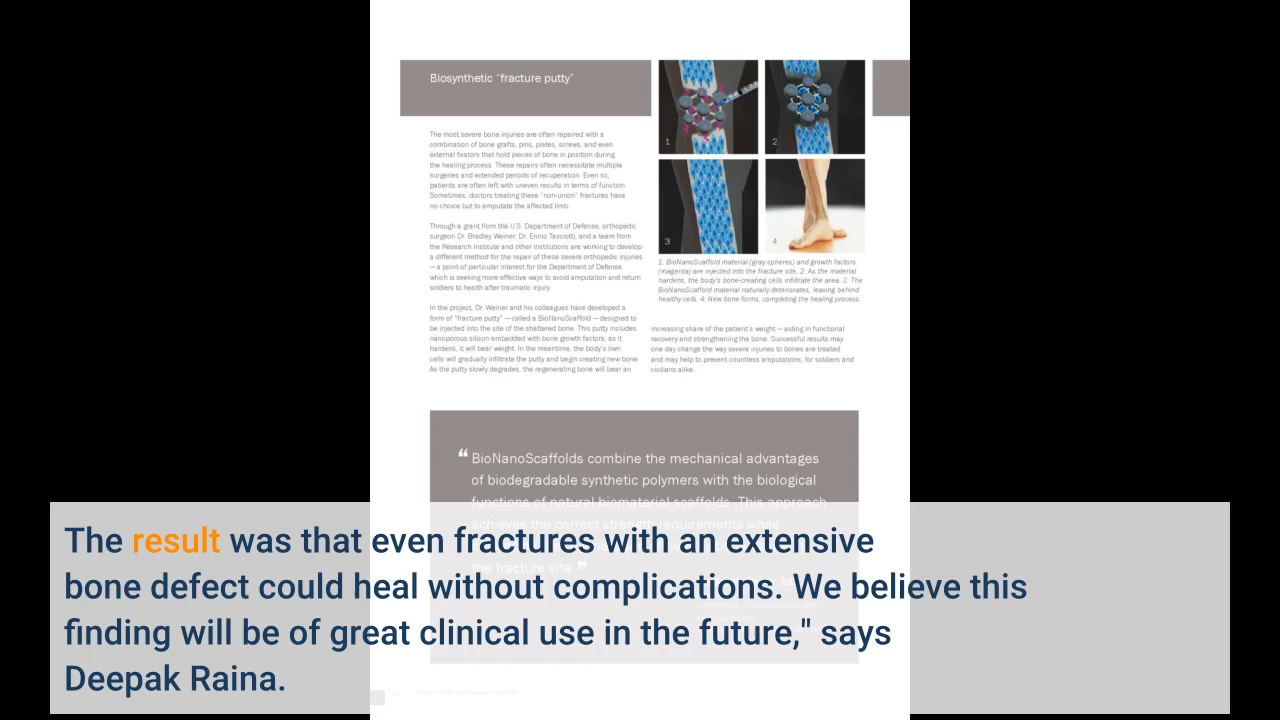 Biosynthetic "fracture putty"
The most severe bone injuries are often repaired with a
combination of bone grafts, pins, plates, screws, and even
external fixators that hold pieces of bone in position during
the healing process. These repairs often necessitate multiple
surgeries and extended periods of recuperation. Even so,
patients are often left with uneven results in terms of function.
Sometimes, doctors treating these "non-union" fractures have
no choice but to amputate the affected limb.
Through a grant from the U.S. Department of Defense, orthopedic
surgeon Dr. Bradley Weiner, Dr. Ennio Tasciotti, and a team from
the Research Institute and other institutions are working to develop
a different method for the repair of these severe orthopedic injuries
— a point of particular interest for the Department of Defense,
which is seeking more effective ways to avoid amputation and return
soldiers to health after traumatic injury.
In the project, Dr. Weiner and his colleagues have developed a
form of "fracture putty" — called a BioNanoScaffold — designed to
be injected into the site of the shattered bone. This putty includes
nanoporous silicon embedded with bone growth factors; as it
hardens, it will bear weight. In the meantime, the body's own
cells will gradually infiltrate the putty and begin creating new bone.
As the putty slowly degrades, the regenerating bone will bear an
1
2
3
4
1. BioNanoScaffold material (gray spheres) and growth factors
(magenta) are injected into the fracture site. 2: As the material
hardens, the body's bone-creating cells infiltrate the area. 3: The
BioNanoScaffold material naturally deteriorates, leaving behind
healthy cells. 4: New bone forms, completing the healing process.
increasing share of the patient's weight — aiding in functional
recovery and strengthening the bone. Successful results may
one day change the way severe injuries to bones are treated
and may help to prevent countless amputations, for soldiers and
civilians alike.
❝ BioNanoScaffolds combine the mechanical advantages
of biodegradable synthetic polymers with the biological
functions of natural biomaterial scaffolds. This approach
achieves the correct strength requirements while
the fracture site ❞
The result was that even fractures with an extensive
bone defect could heal without complications. We believe this
finding will be of great clinical use in the future," says
Deepak Raina.